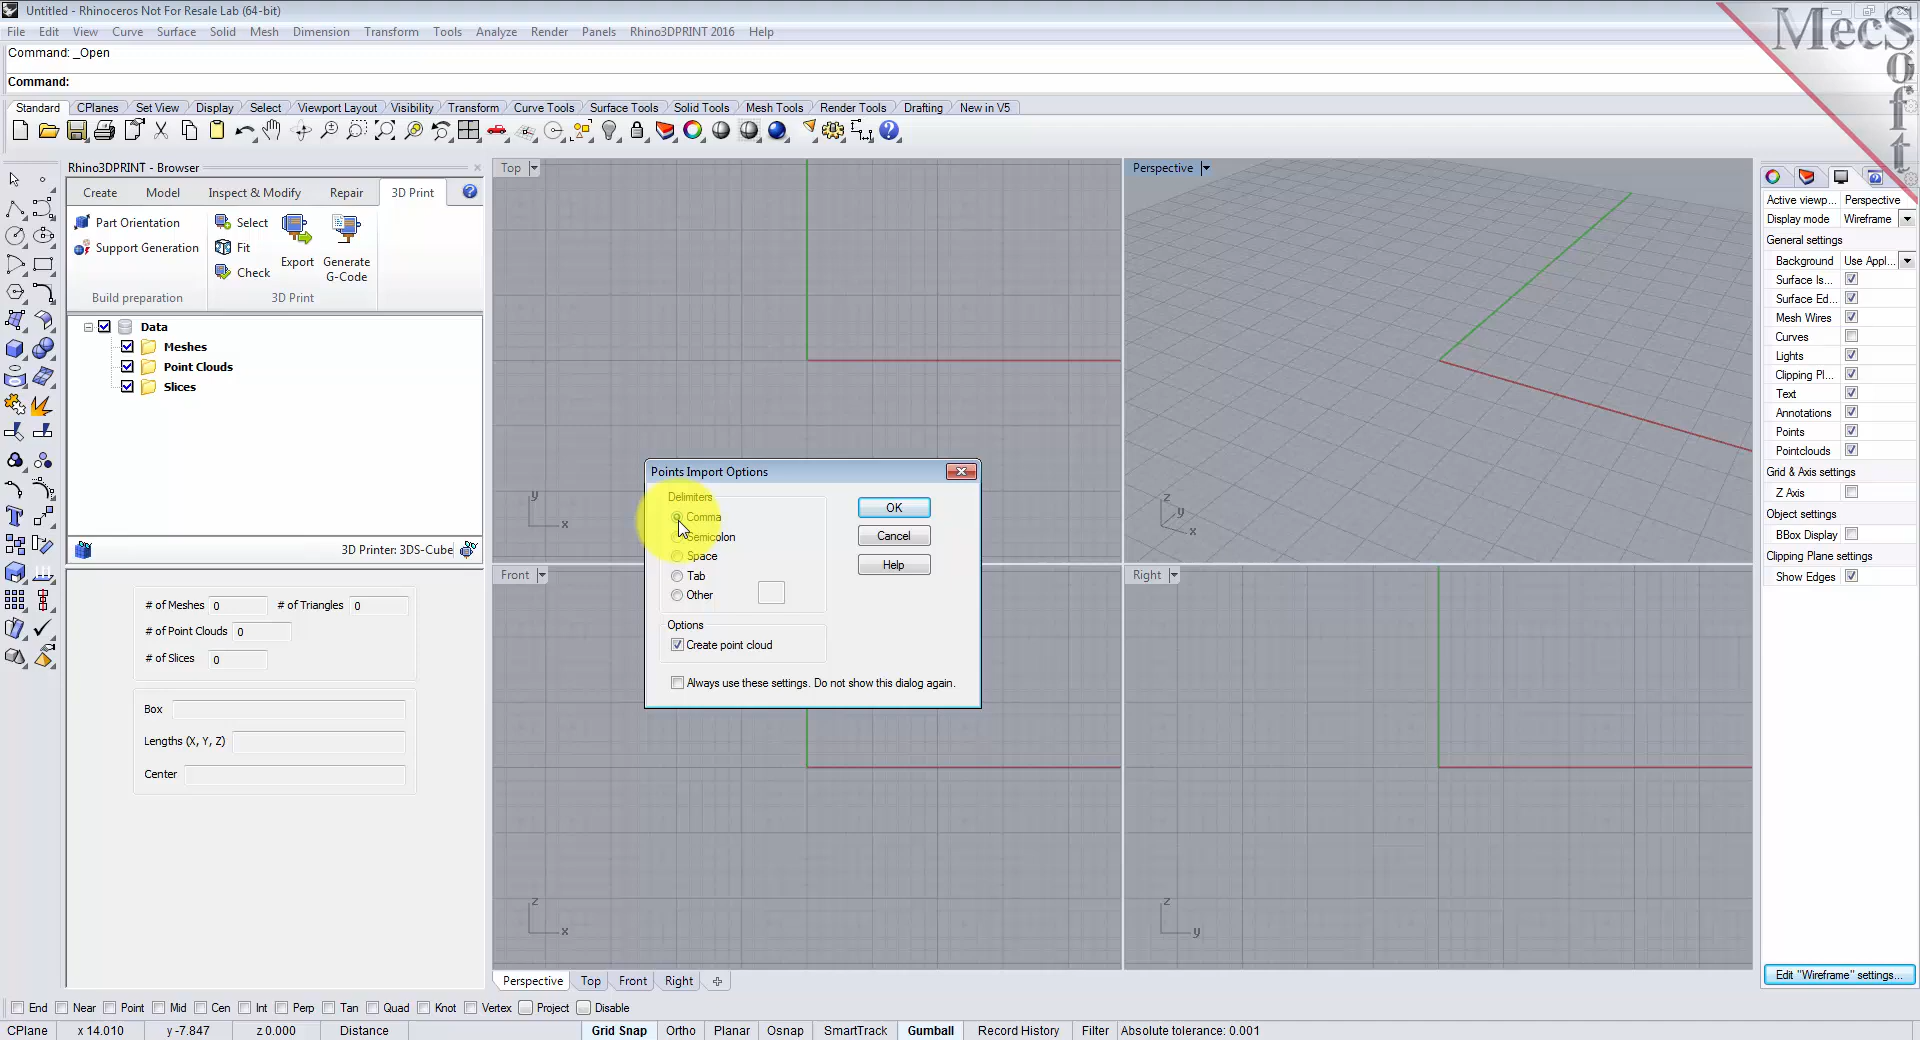 Untitled - Rhinoceros Not For Resale Lab (64-bit)
File Edit View Curve Surface Solid Mesh Dimension Transform Tools Analyze Render Panels Rhino3DPRINT 2016 Help
MecSoft
Command: _Open
Command:
Standard CPlanes Set View Display Select Viewport Layout Visibility Transform Curve Tools Surface Tools Solid Tools Mesh Tools Render Tools Drafting New in V5
Rhino3DPRINT - Browser
Create Model Inspect & Modify Repair 3D Print
Part Orientation
Support Generation
Build preparation
Select
Fit
Check
Export
Generate
G-Code
3D Print
Data
Meshes
Point Clouds
Slices
3D Printer: 3DS-Cube
# of Meshes 0 # of Triangles 0
# of Point Clouds 0
# of Slices 0
Box
Lengths (X, Y, Z)
Center
Top
y
x
Perspective
z
y
x
Front
z
x
Right
z
y
Points Import Options
Delimiters
Comma
Semicolon
Space
Tab
Other
OK
Cancel
Help
Options
Create point cloud
Always use these settings. Do not show this dialog again.
Active viewp... Perspective
Display mode Wireframe
General settings
Background Use Appl...
Surface Is...
Surface Ed...
Mesh Wires
Curves
Lights
Clipping Pl...
Text
Annotations
Points
Pointclouds
Grid & Axis settings
Z Axis
Object settings
BBox Display
Clipping Plane settings
Show Edges
Edit "Wireframe" settings...
Perspective Top Front Right
End Near Point Mid Cen Int Perp Tan Quad Knot Vertex Project Disable
CPlane x 14.010 y -7.847 z 0.000 Distance Grid Snap Ortho Planar Osnap SmartTrack Gumball Record History Filter Absolute tolerance: 0.001